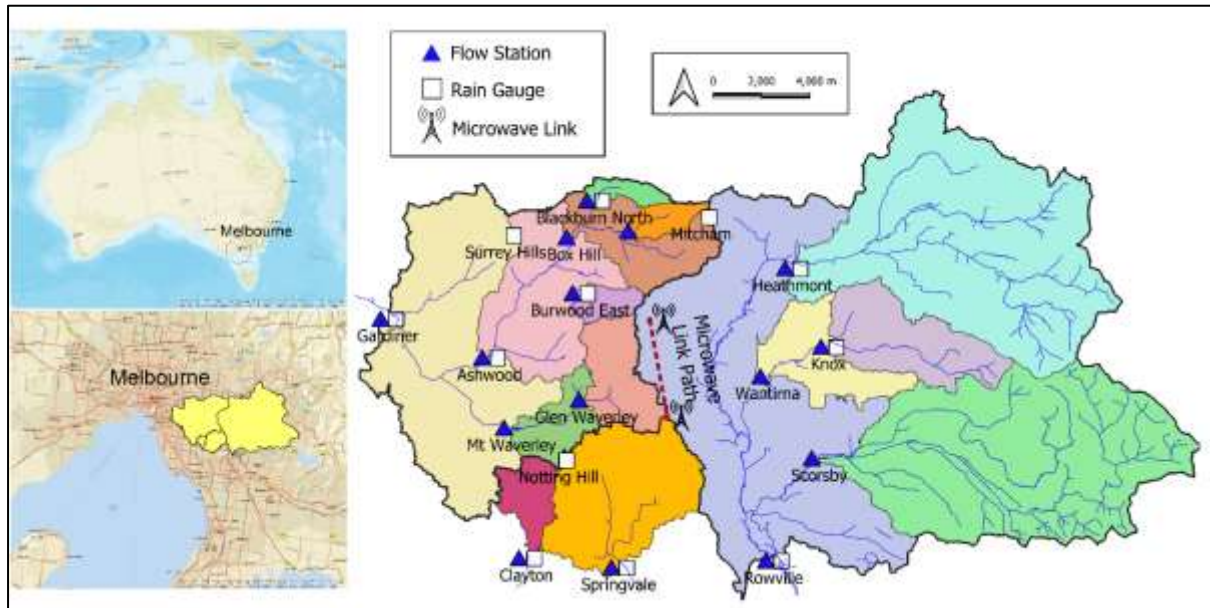 Flow Station
Rain Gauge
Microwave Link
0 2,000 4,000 m
Melbourne
Blackburn North
Mitcham
Surrey Hills
Box Hill
Heathmont
Burwood East
Gardiner
Microwave
Link Path
Knox
Ashwood
Wantirna
Glen Waverley
Mt Waverley
Notting Hill
Scorsby
Clayton
Springvale
Rowville
Melbourne